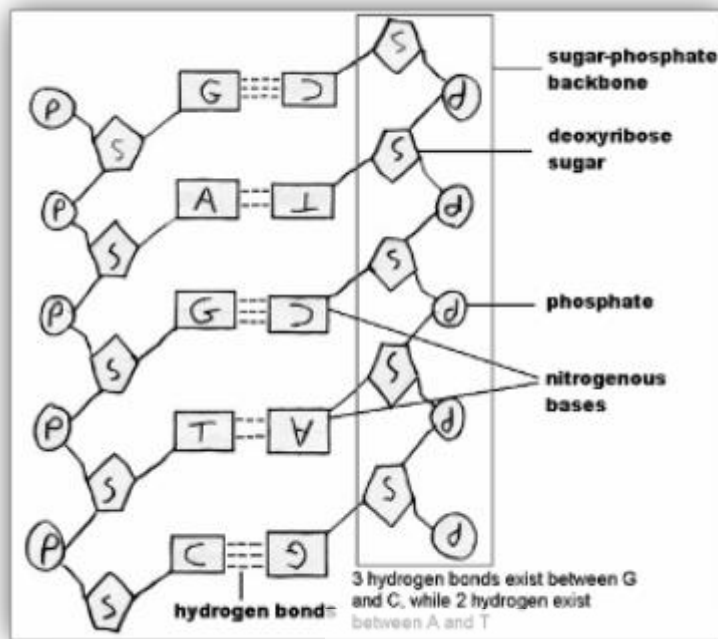 sugar-phosphate
backbone
deoxyribose
sugar
phosphate
nitrogenous
bases
hydrogen bonds
3 hydrogen bonds exist between G
and C, while 2 hydrogen exist
between A and T
P S G C S P
P S A T S P
P S G C S P
P S T A S P
P S C G S P